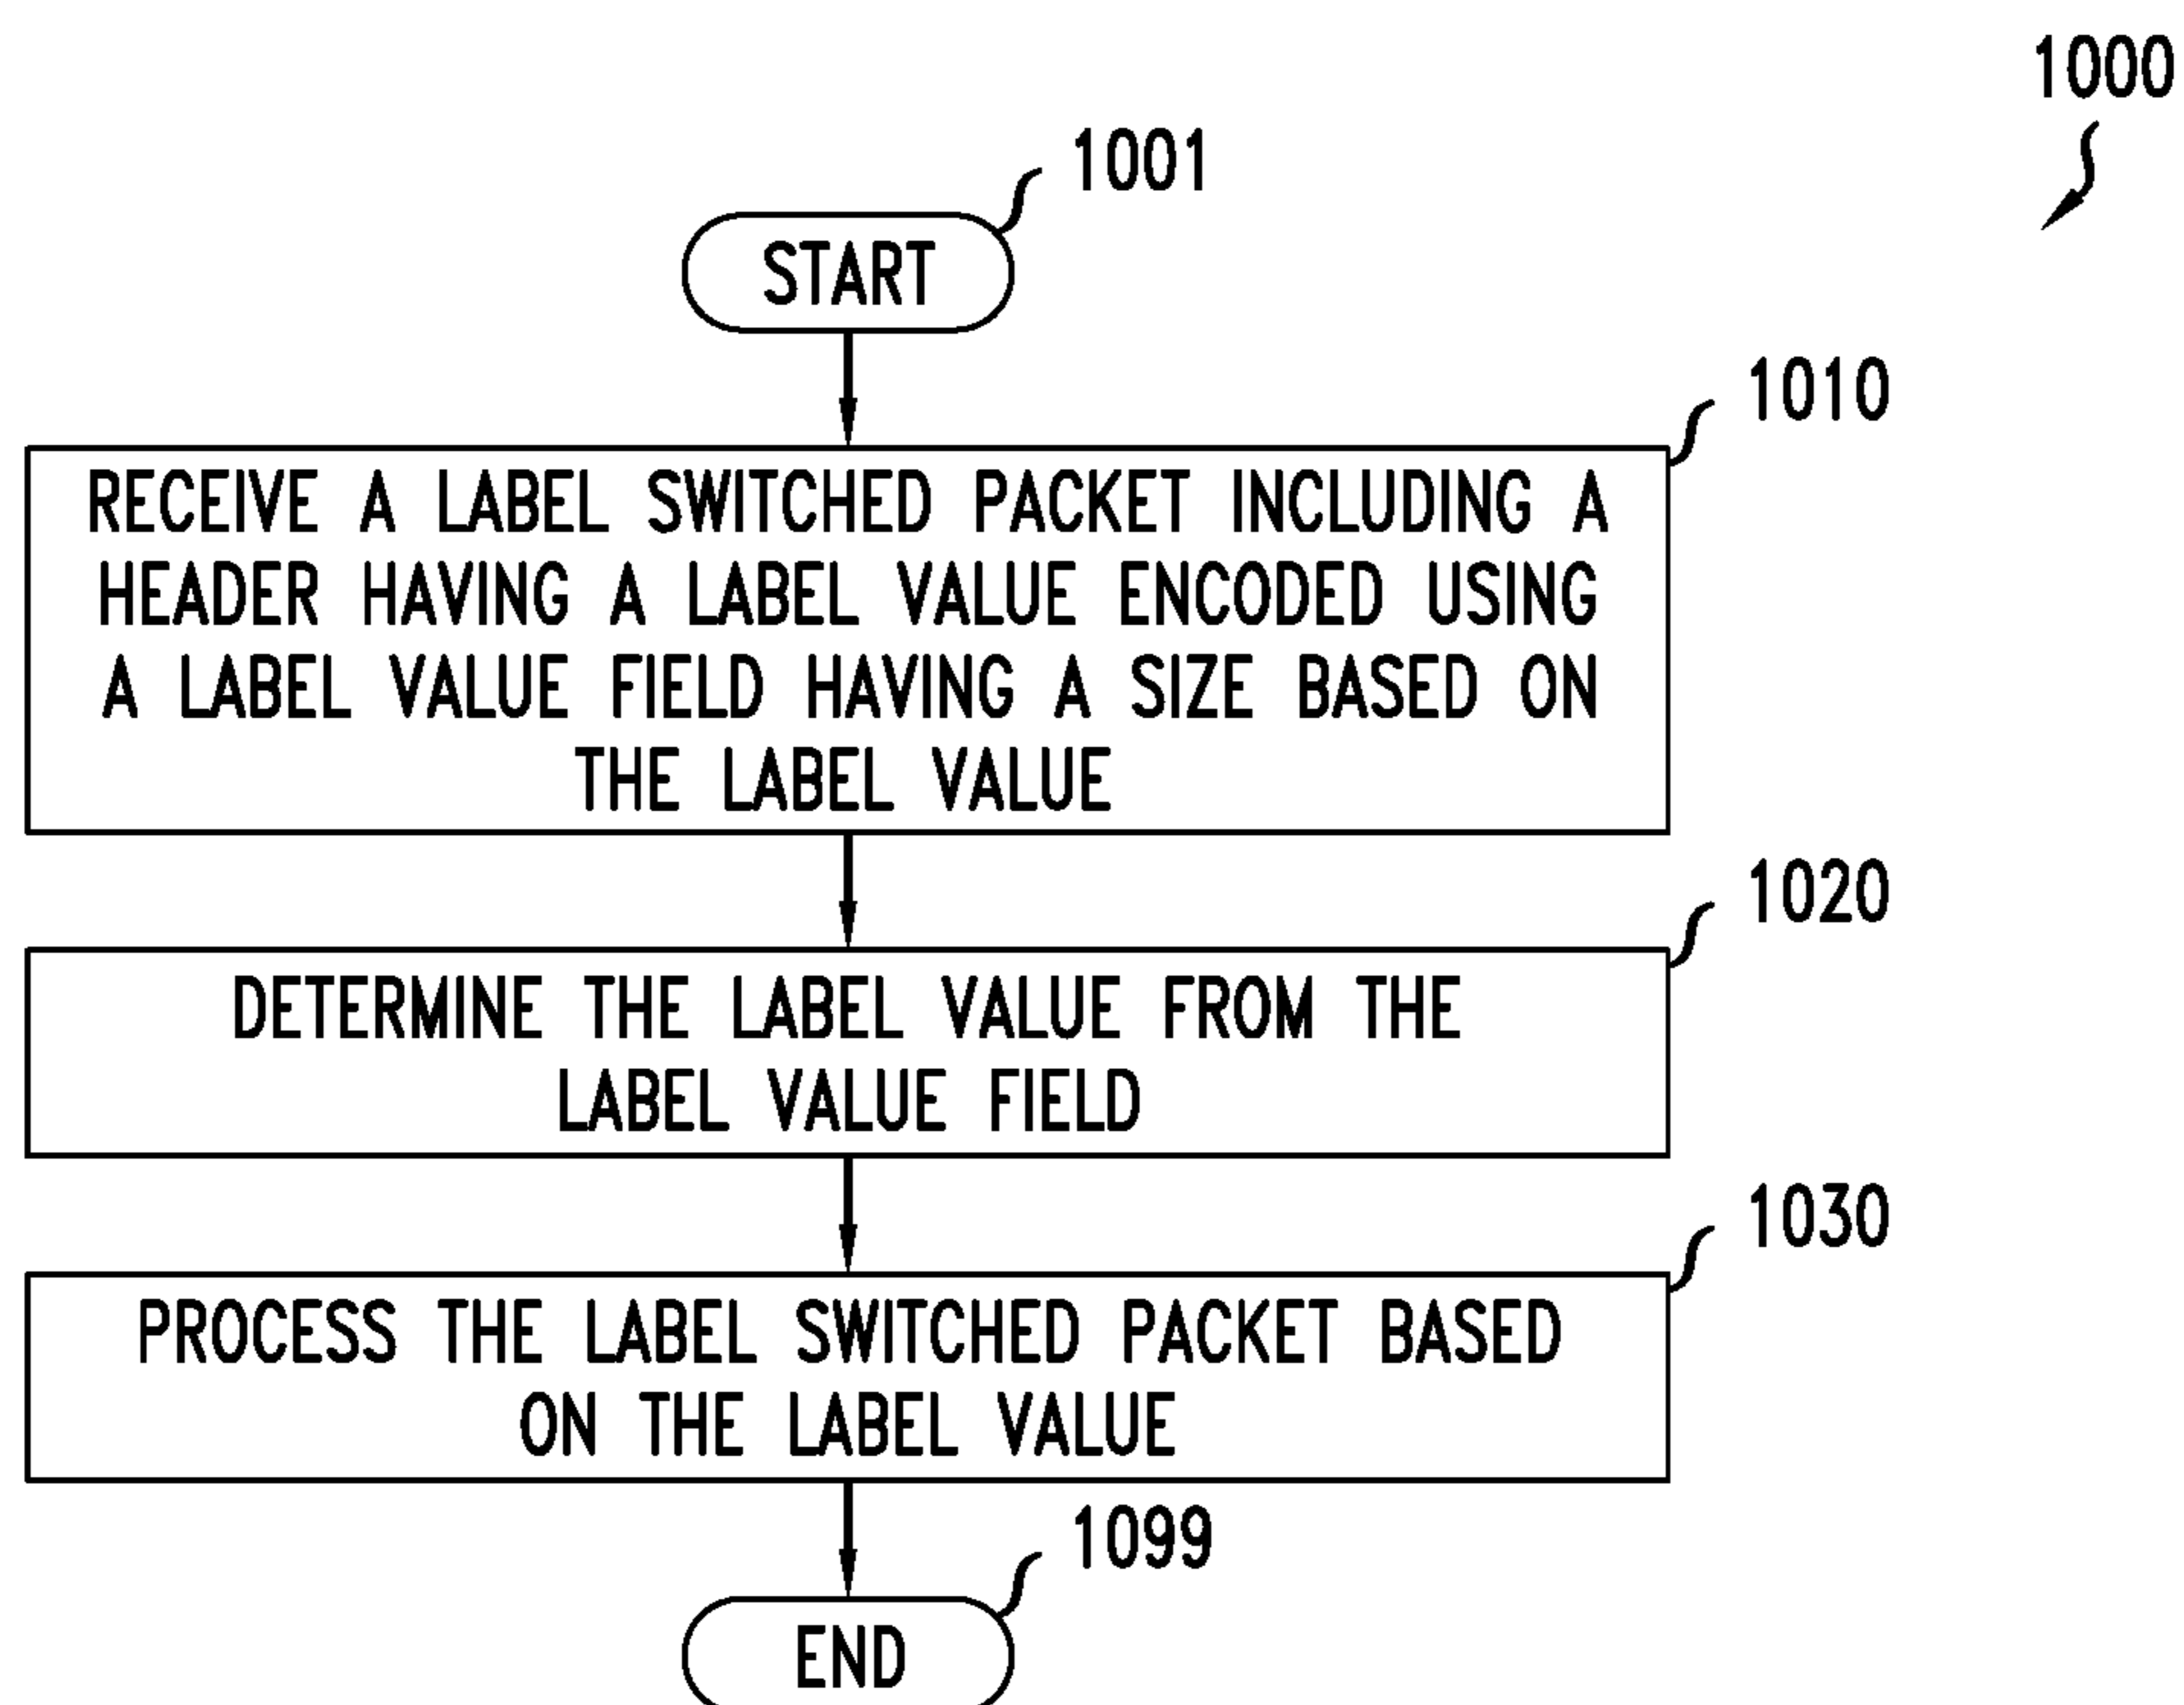 1000
1001
START
1010
RECEIVE A LABEL SWITCHED PACKET INCLUDING A
HEADER HAVING A LABEL VALUE ENCODED USING
A LABEL VALUE FIELD HAVING A SIZE BASED ON
THE LABEL VALUE
1020
DETERMINE THE LABEL VALUE FROM THE
LABEL VALUE FIELD
1030
PROCESS THE LABEL SWITCHED PACKET BASED
ON THE LABEL VALUE
1099
END